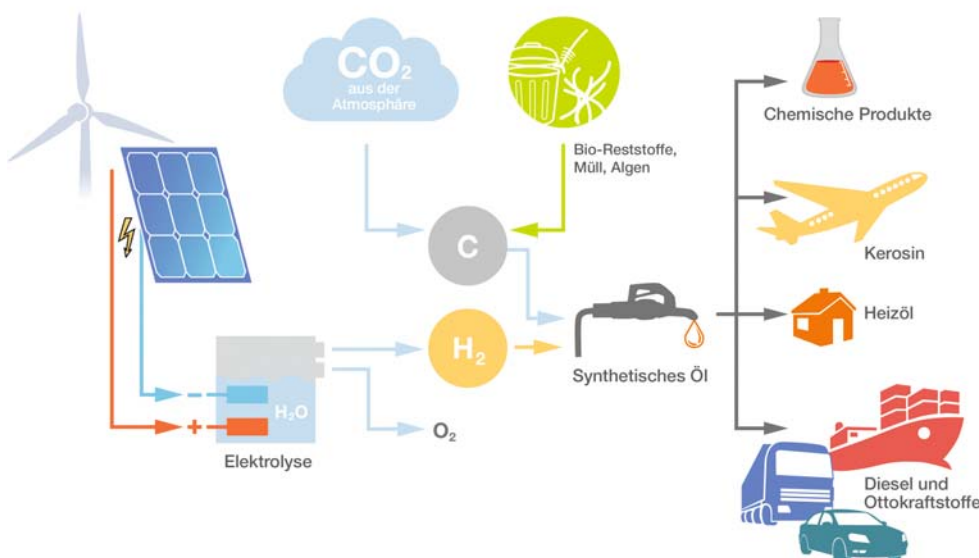 CO₂
aus der
Atmosphäre
Bio-Reststoffe,
Müll, Algen
C
H₂
H₂O
-
+
Elektrolyse
O₂
Synthetisches Öl
Chemische Produkte
Kerosin
Heizöl
Diesel und
Ottokraftstoffe